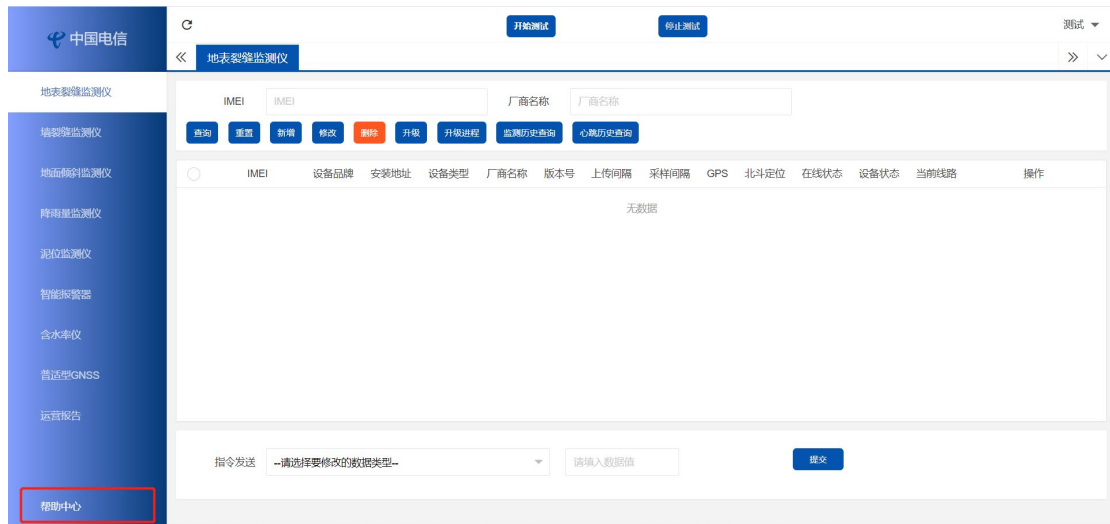 中国电信
开始测试 停止测试 测试
地表裂缝监测仪
地表裂缝监测仪
墙裂缝监测仪
地面倾斜监测仪
降雨量监测仪
泥位监测仪
智能报警器
含水率仪
普适型GNSS
运营报告
帮助中心
IMEI IMEI 厂商名称 厂商名称
查询 重置 新增 修改 删除 升级 升级进程 监测历史查询 心跳历史查询
IMEI 设备品牌 安装地址 设备类型 厂商名称 版本号 上传间隔 采样间隔 GPS 北斗定位 在线状态 设备状态 当前线路 操作
无数据
指令发送 --请选择要修改的数据类型-- 请填入数据值 提交